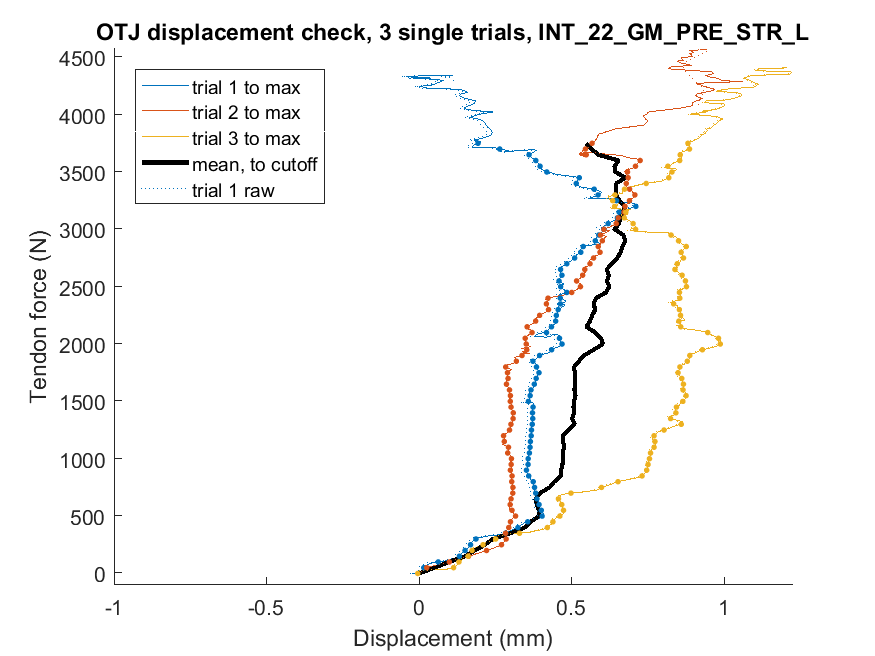 OTJ displacement check, 3 single trials, INT_22_GM_PRE_STR_L
4500
4000
3500
3000
2500
2000
1500
1000
500
0
Tendon force (N)
trial 1 to max
trial 2 to max
trial 3 to max
mean, to cutoff
trial 1 raw
-1
-0.5
0
0.5
1
Displacement (mm)